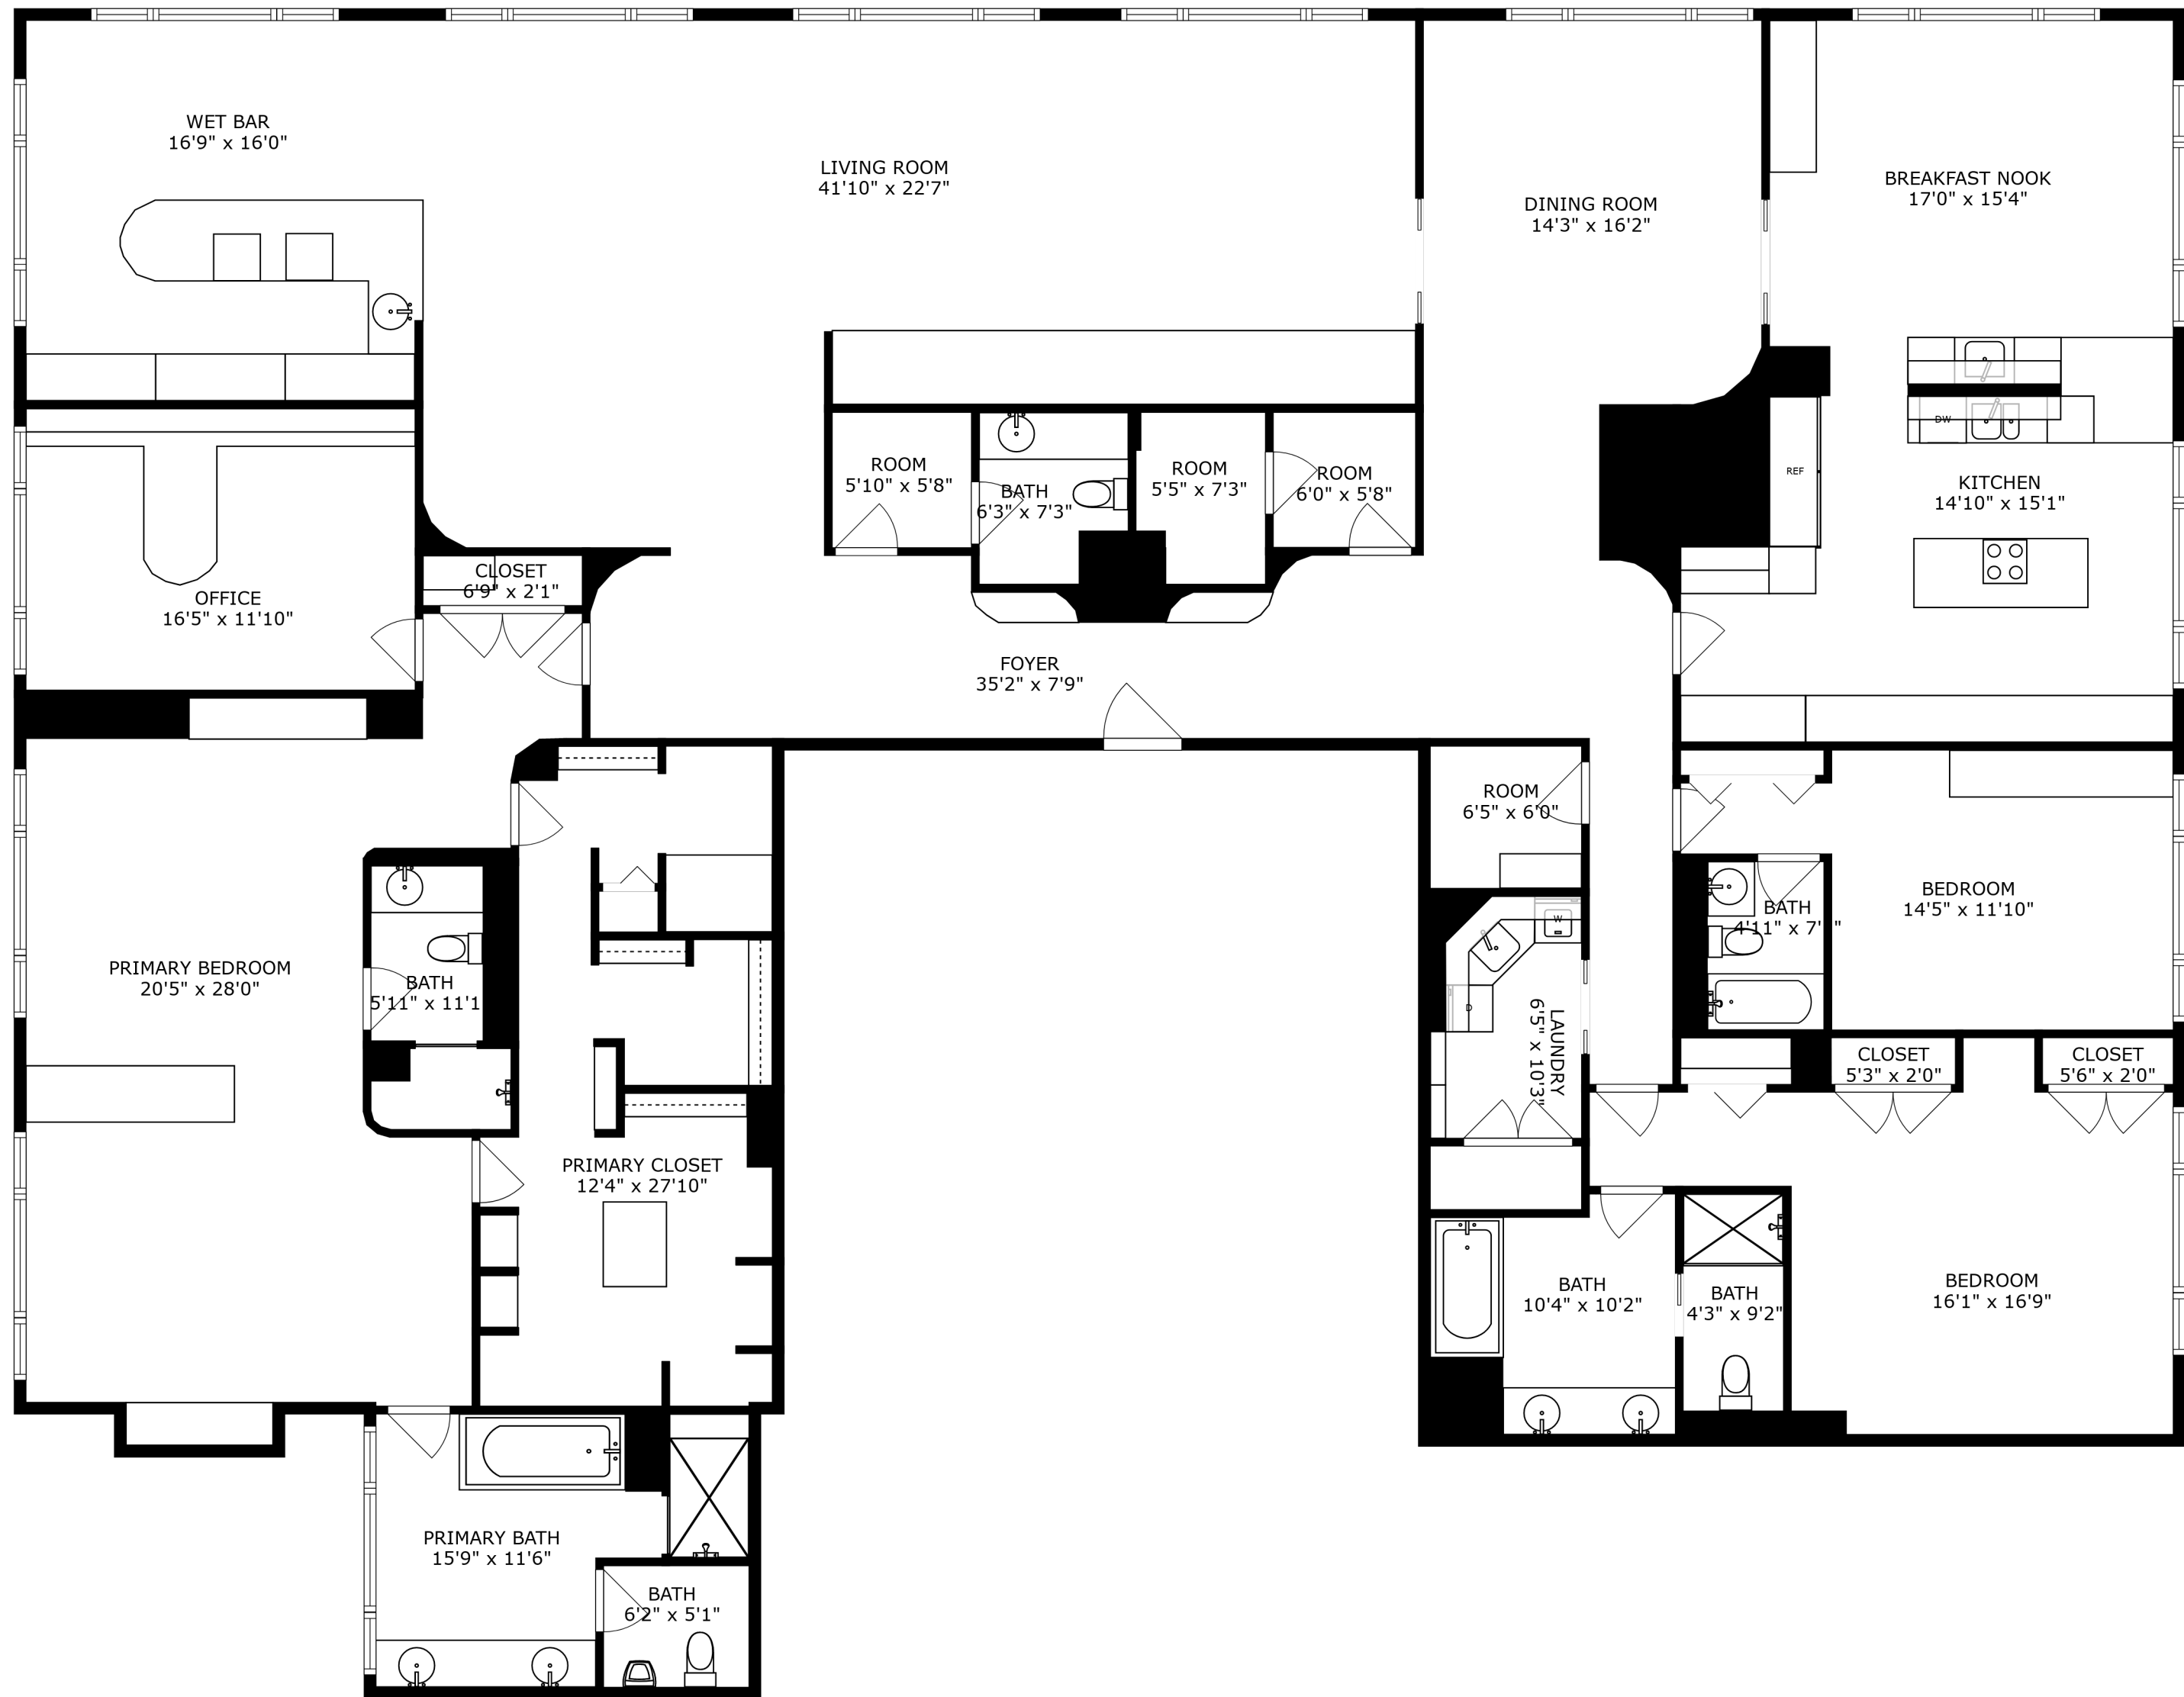 WET BAR
16'9" x 16'0"
LIVING ROOM
41'10" x 22'7"
DINING ROOM
14'3" x 16'2"
BREAKFAST NOOK
17'0" x 15'4"
DW
REF
KITCHEN
14'10" x 15'1"
ROOM
5'10" x 5'8"
BATH
6'3" x 7'3"
ROOM
5'5" x 7'3"
ROOM
6'0" x 5'8"
CLOSET
6'9" x 2'1"
OFFICE
16'5" x 11'10"
FOYER
35'2" x 7'9"
ROOM
6'5" x 6'0"
BEDROOM
14'5" x 11'10"
BATH
4'11" x
W
D
LAUNDRY
6'5" x 10'3"
PRIMARY BEDROOM
20'5" x 28'0"
BATH
5'11" x 11'1
CLOSET
5'3" x 2'0"
CLOSET
5'6" x 2'0"
PRIMARY CLOSET
12'4" x 27'10"
BATH
10'4" x 10'2"
BATH
4'3" x 9'2"
BEDROOM
16'1" x 16'9"
PRIMARY BATH
15'9" x 11'6"
BATH
6'2" x 5'1"